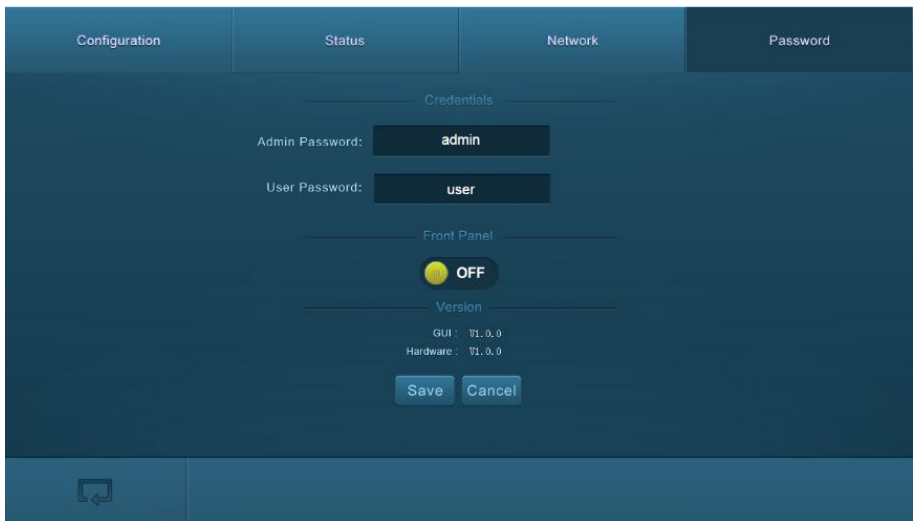 Configuration Status Network Password
Credentials
Admin Password: admin
User Password: user
Front Panel
OFF
Version
GUI : V1.0.0
Hardware : V1.0.0
Save Cancel